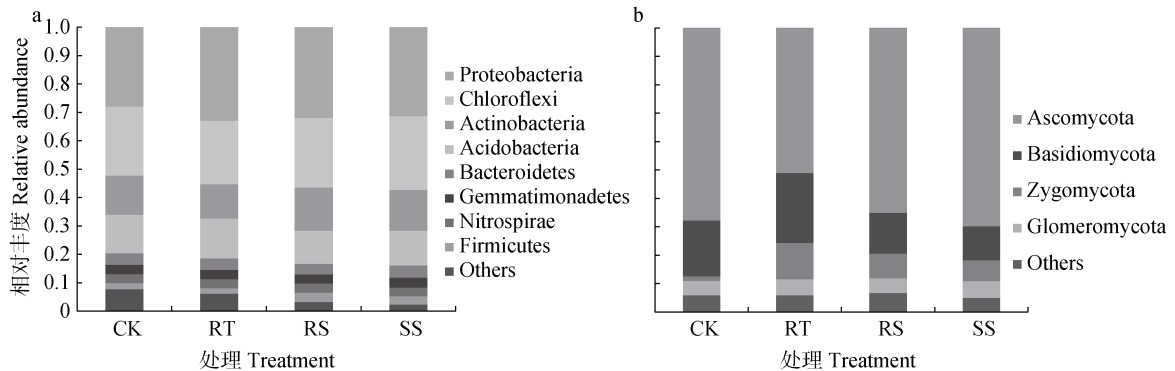 a
相对丰度 Relative abundance
1.0
0.9
0.8
0.7
0.6
0.5
0.4
0.3
0.2
0.1
0
CK
RT
RS
SS
处理 Treatment
Proteobacteria
Chloroflexi
Actinobacteria
Acidobacteria
Bacteroidetes
Gemmatimonadetes
Nitrospirae
Firmicutes
Others
b
CK
RT
RS
SS
处理 Treatment
Ascomycota
Basidiomycota
Zygomycota
Glomeromycota
Others